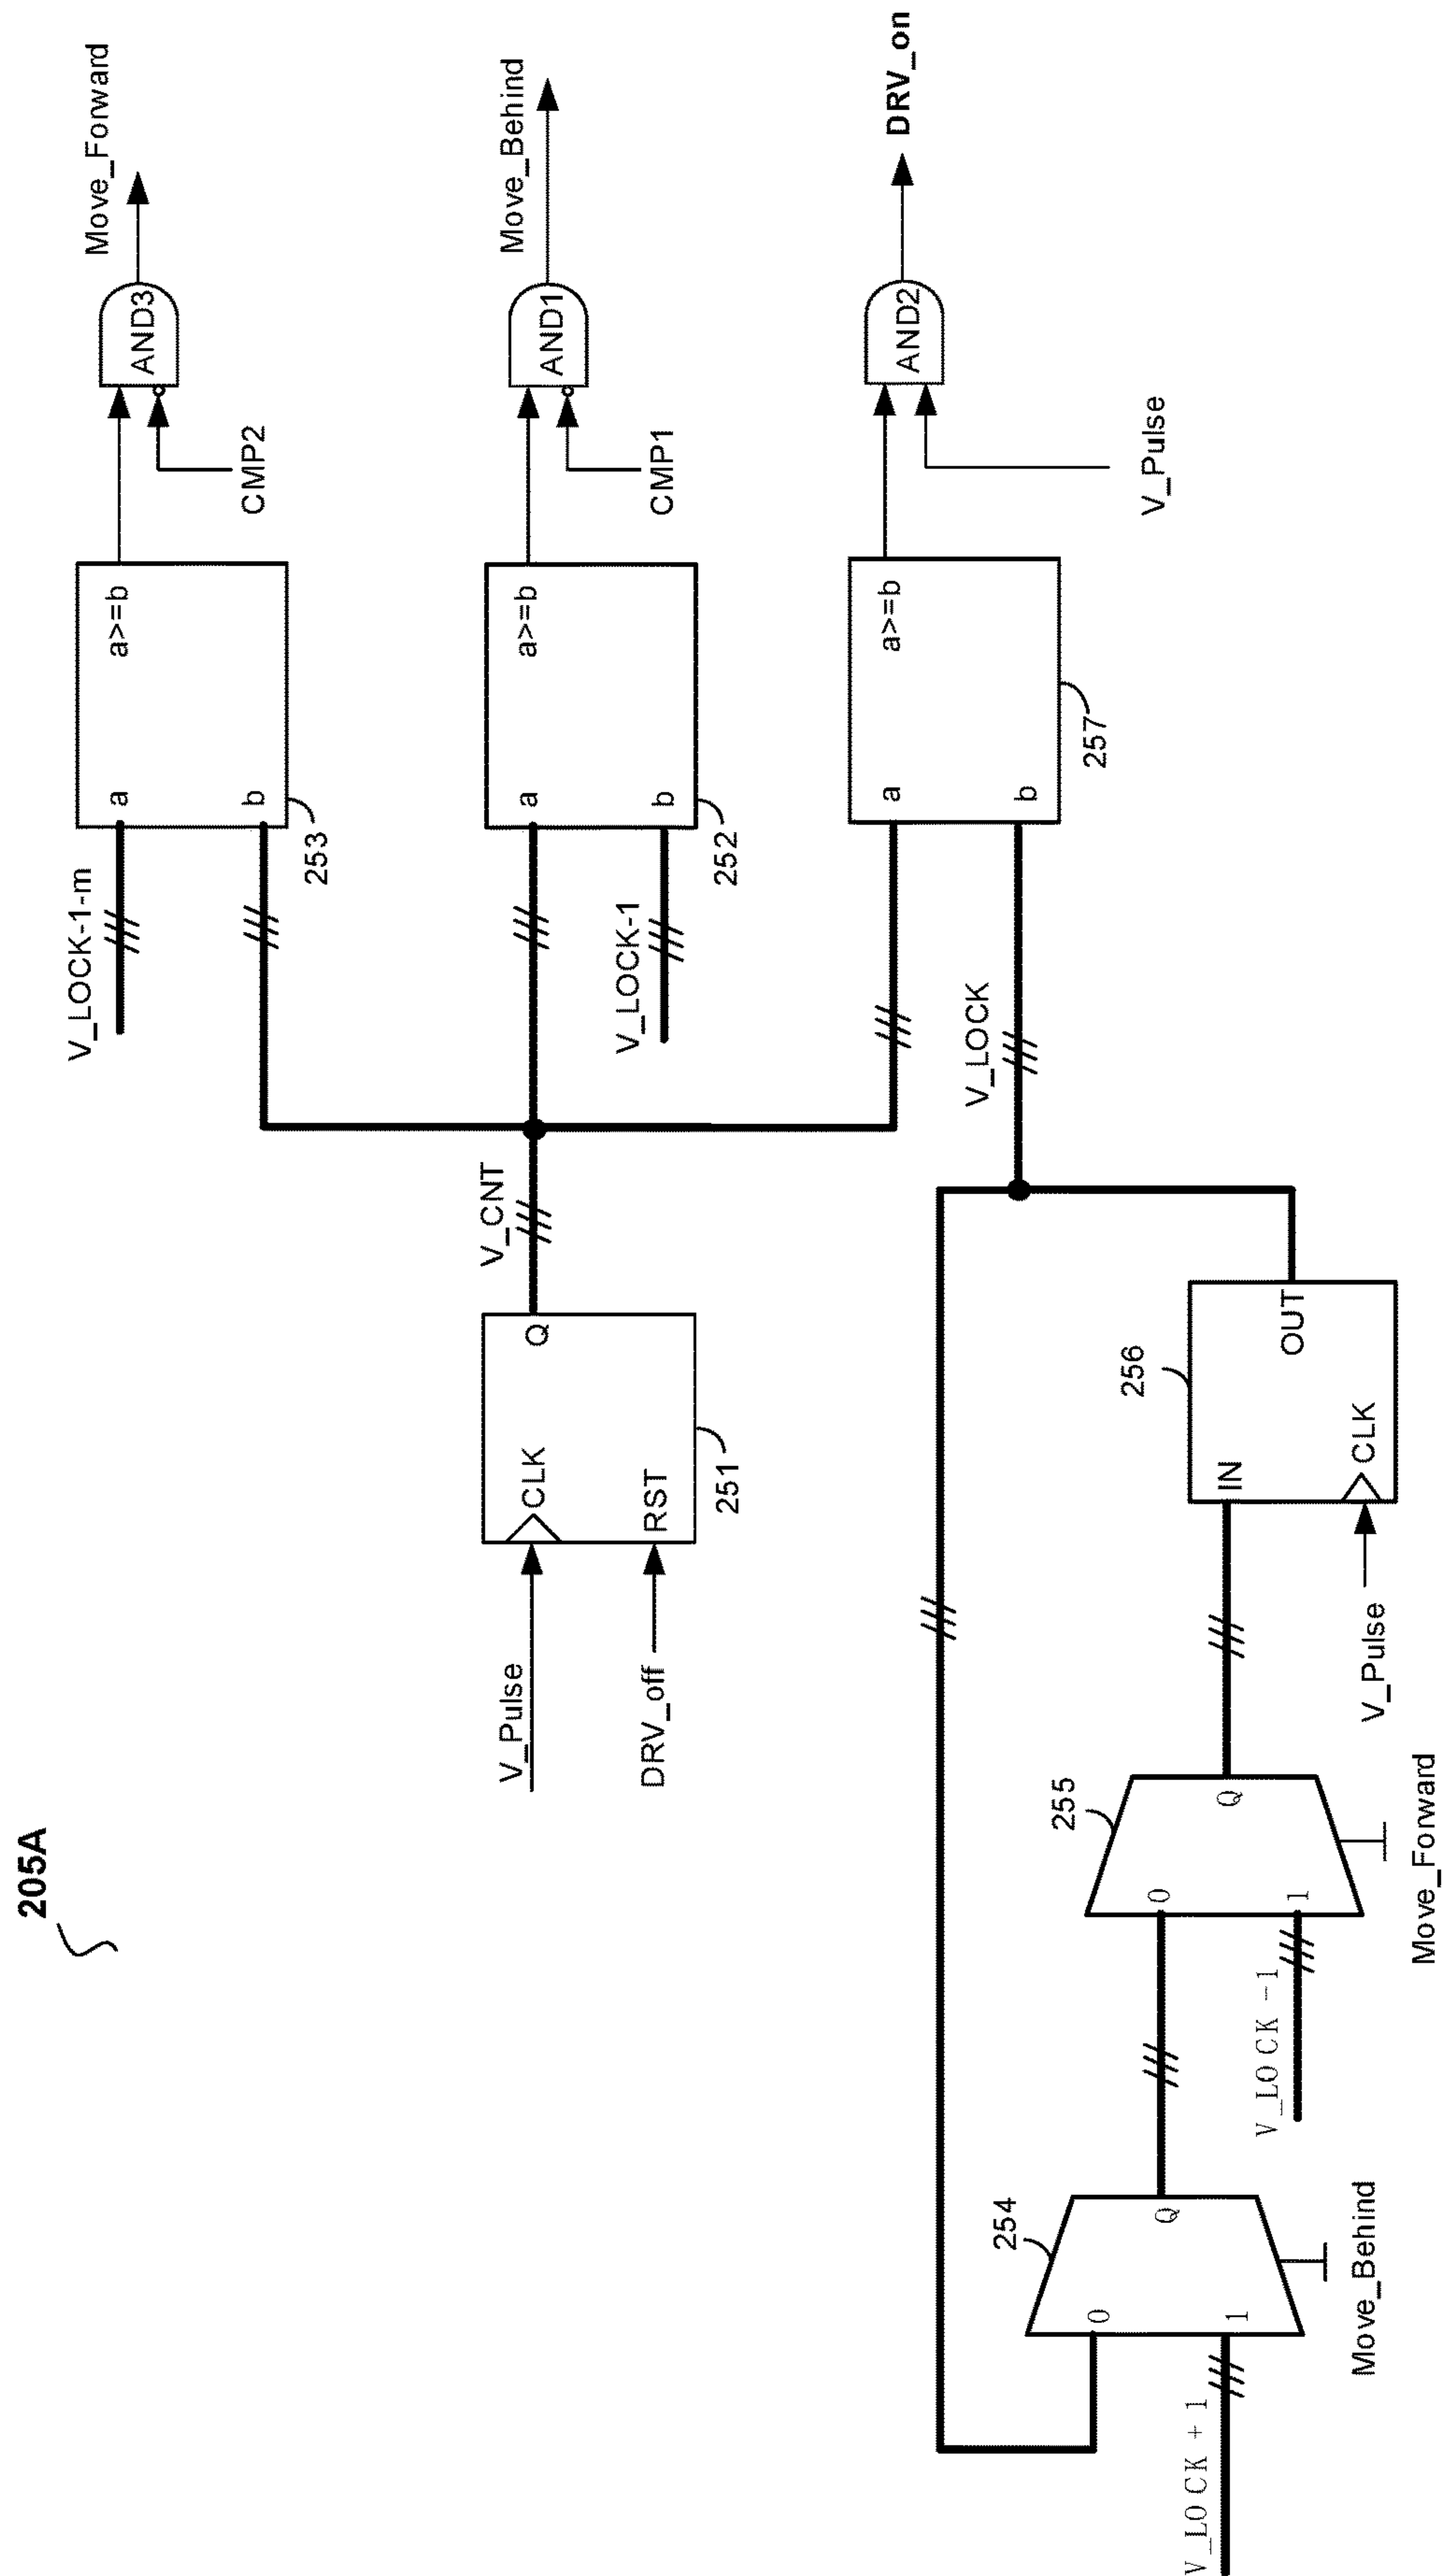 205A
V_LOCK-1-m
a
b
a>=b
253
AND3
CMP2
Move_Forward
V_Pulse
DRV_off
CLK
RST
Q
251
V_CNT
V_LOCK-1
a
b
a>=b
252
AND1
CMP1
Move_Behind
V_LOCK
a
b
a>=b
257
AND2
V_Pulse
DRV_on
V_LOCK + 1
0
1
Q
254
Move_Behind
V_LOCK -1
0
1
Q
255
Move_Forward
IN
CLK
OUT
256
V_Pulse